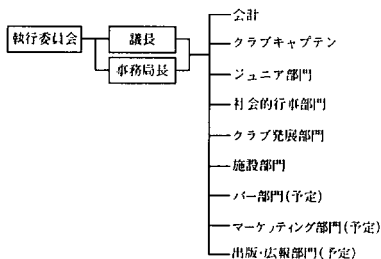 執行委員会
議長
事務局長
会計
クラブキャプテン
ジュニア部門
社会的行事部門
クラブ発展部門
施設部門
バー部門(予定)
マーケッティング部門(予定)
出版・広報部門(予定)